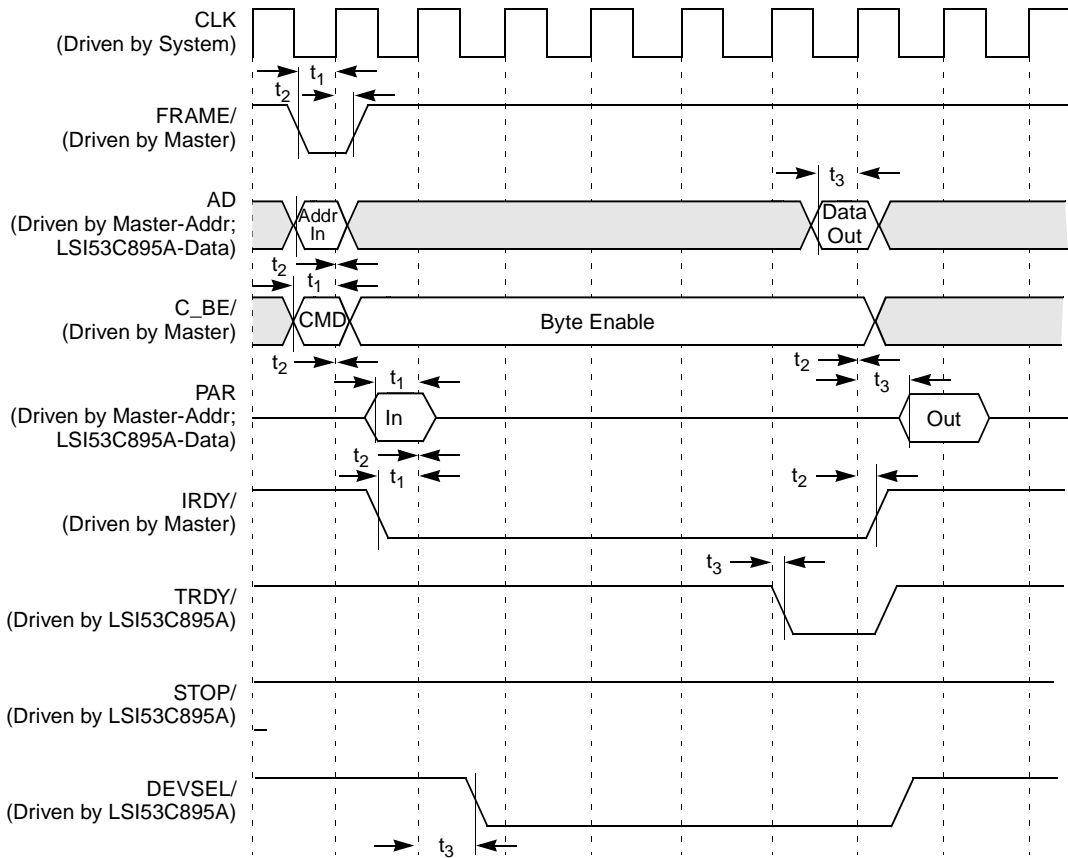 CLK
(Driven by System)
t1
t2
FRAME/
(Driven by Master)
t3
AD
(Driven by Master-Addr;
LSI53C895A-Data)
Addr
In
Data
Out
t2
t1
C_BE/
(Driven by Master)
CMD
Byte Enable
t2
t1
t2
t3
PAR
(Driven by Master-Addr;
LSI53C895A-Data)
In
Out
t2
t1
t2
IRDY/
(Driven by Master)
t3
TRDY/
(Driven by LSI53C895A)
STOP/
(Driven by LSI53C895A)
DEVSEL/
(Driven by LSI53C895A)
t3